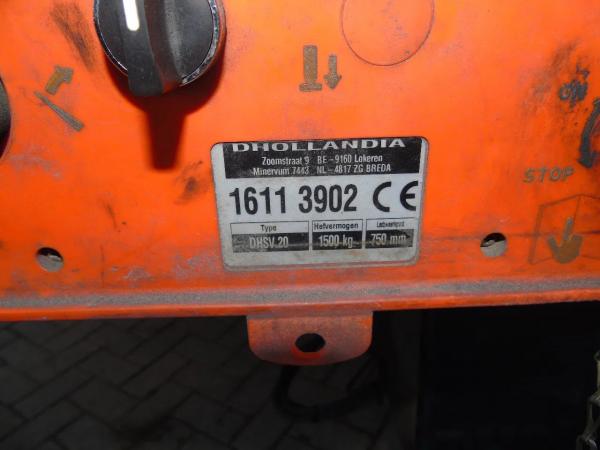 DHOLLANDIA
Zoomstraat 9 BE-9160 Lokeren
Minervum 7443 NL-4817 ZG BREDA
1611 3902 CE
Type Hefvermogen
DHSV 20 1500 kg 750 mm
ON
STOP